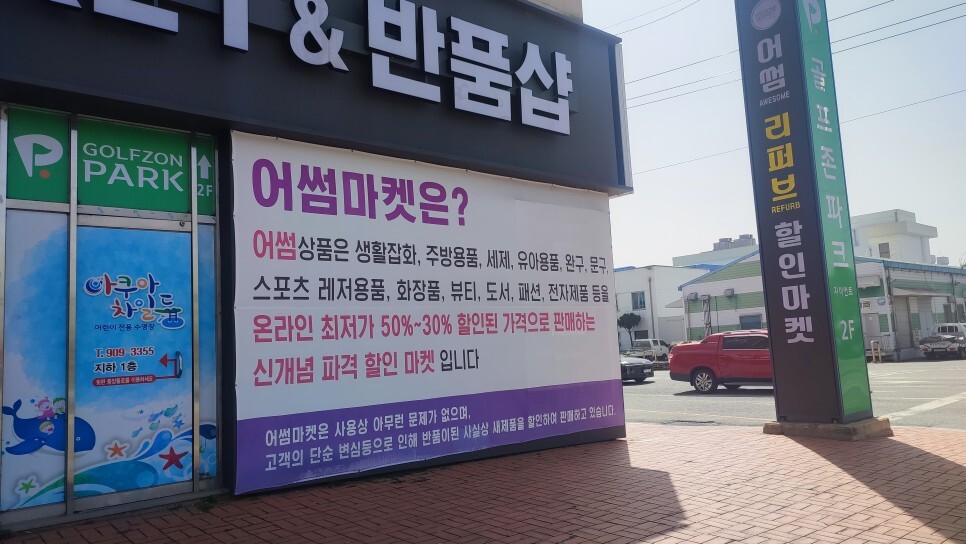 & 반품샵
GOLFZON
PARK
2F
아쿠아
차일드
어린이 전용 수영장
T. 909-3355
지하 1층
어썸마켓은?
어썸상품은 생활잡화, 주방용품, 세제, 유아용품, 완구, 문구,
스포츠 레저용품, 화장품, 뷰티, 도서, 패션, 전자제품 등을
온라인 최저가 50%~30% 할인된 가격으로 판매하는
신개념 파격 할인 마켓 입니다
어썸마켓은 사용상 아무런 문제가 없으며,
고객의 단순 변심등으로 인해 반품이된 사실상 새제품을 할인하여 판매하고 있습니다.
어썸
AWESOME
리퍼브
REFURB
할인마켓
골프존파크
2F